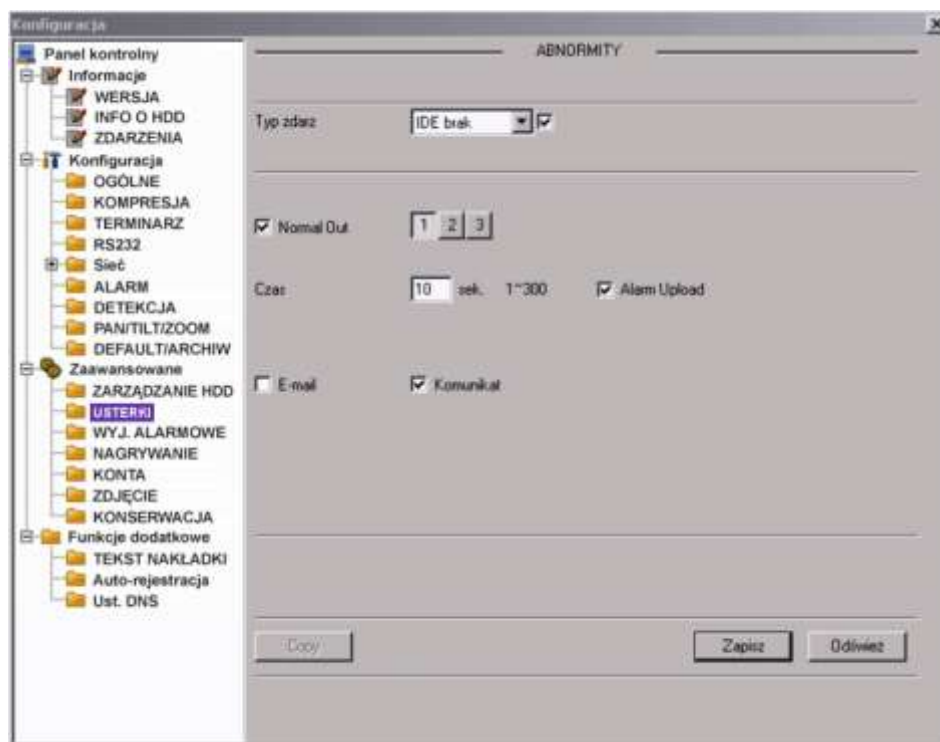 Konfiguracja
Panel kontrolny
Informacje
WERSJA
INFO O HDD
ZDARZENIA
Konfiguracja
OGÓLNE
KOMPRESJA
TERMINARZ
RS232
Sieć
ALARM
DETEKCJA
PAN/TILT/ZOOM
DEFAULT/ARCHIW
Zaawansowane
ZARZĄDZANIE HDD
USTERKI
WYJ. ALARMOWE
NAGRYWANIE
KONTA
ZDJĘCIE
KONSERWACJA
Funkcje dodatkowe
TEKST NAKŁADKI
Auto-rejestracja
Ust. DNS
ABNORMITY
Typ zdarz IDE brak
Normal Out 1 2 3
Czas 10 sek. 1~300 Alarm Upload
E-mail Komunikat
Copy Zapisz Odśwież